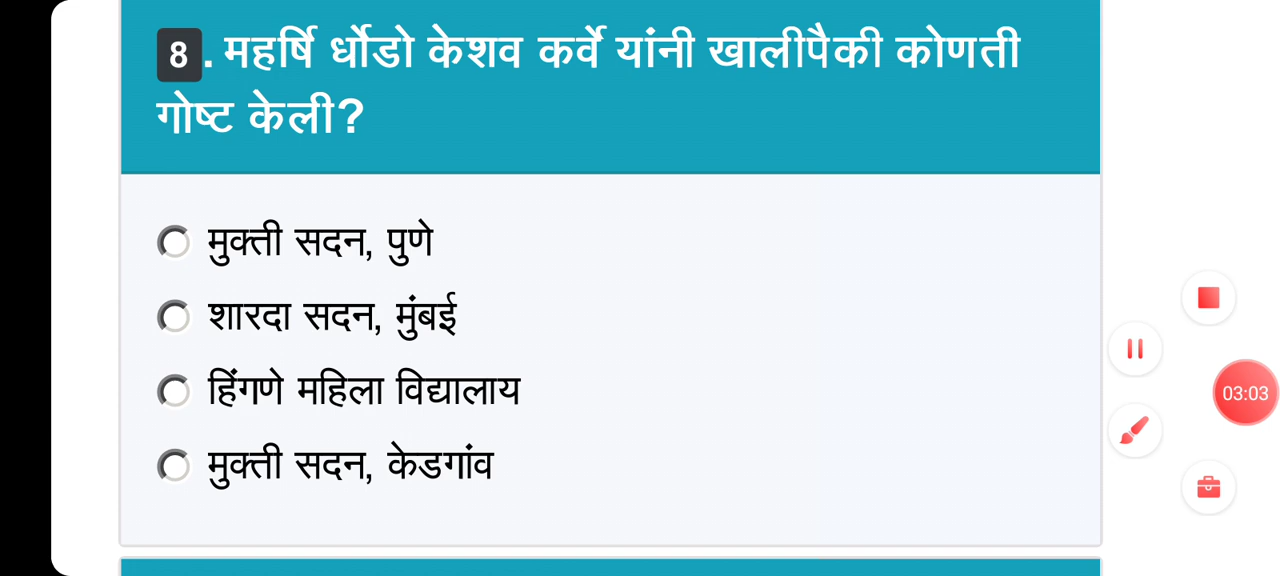 8. महर्षि र्धोंडो केशव कर्वे यांनी खालीपैकी कोणती
गोष्ट केली?
मुक्ती सदन, पुणे
शारदा सदन, मुंबई
हिंगणे महिला विद्यालाय
मुक्ती सदन, केडगांव
03:03